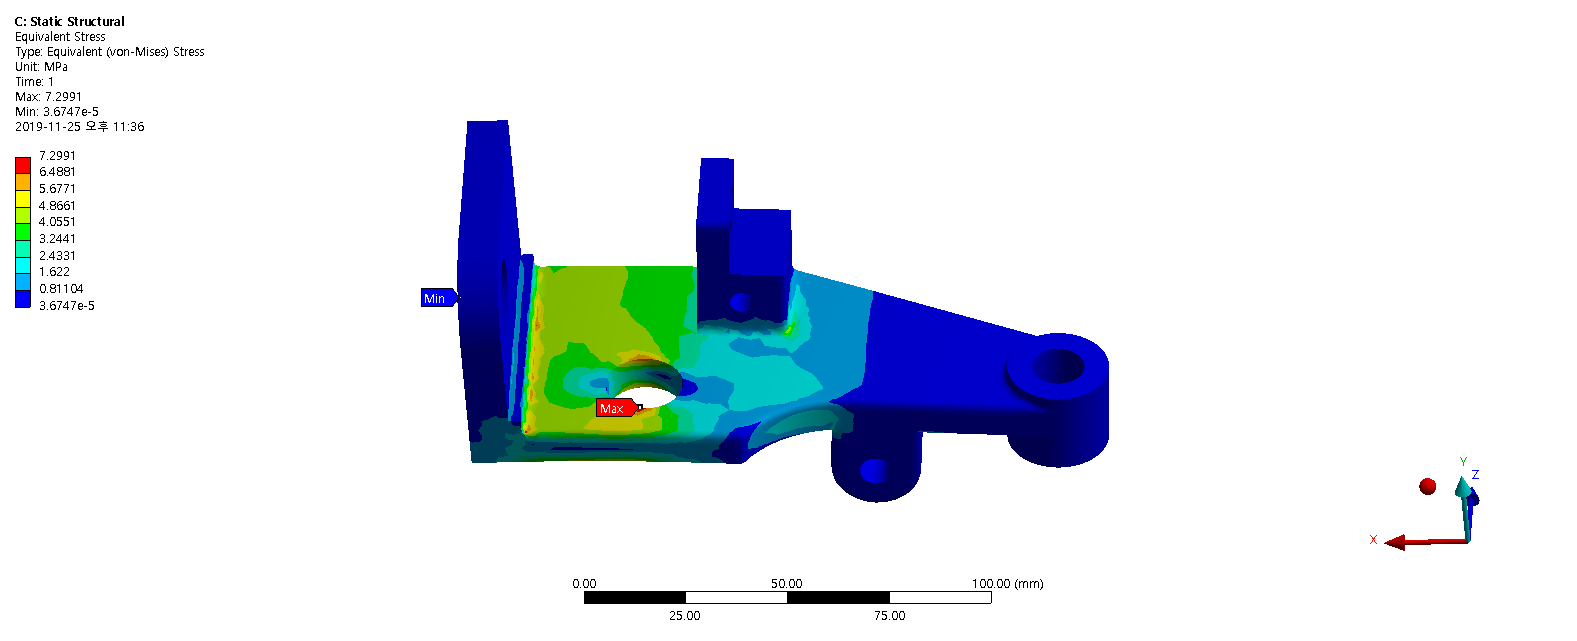 C: Static Structural
Equivalent Stress
Type: Equivalent (von-Mises) Stress
Unit: MPa
Time: 1
Max: 7.2991
Min: 3.6747e-5
2019-11-25 오후 11:36
7.2991
6.4881
5.6771
4.8661
4.0551
3.2441
2.4331
1.622
0.81104
3.6747e-5
Min
Max
Y
Z
X
0.00 50.00 100.00 (mm)
25.00 75.00